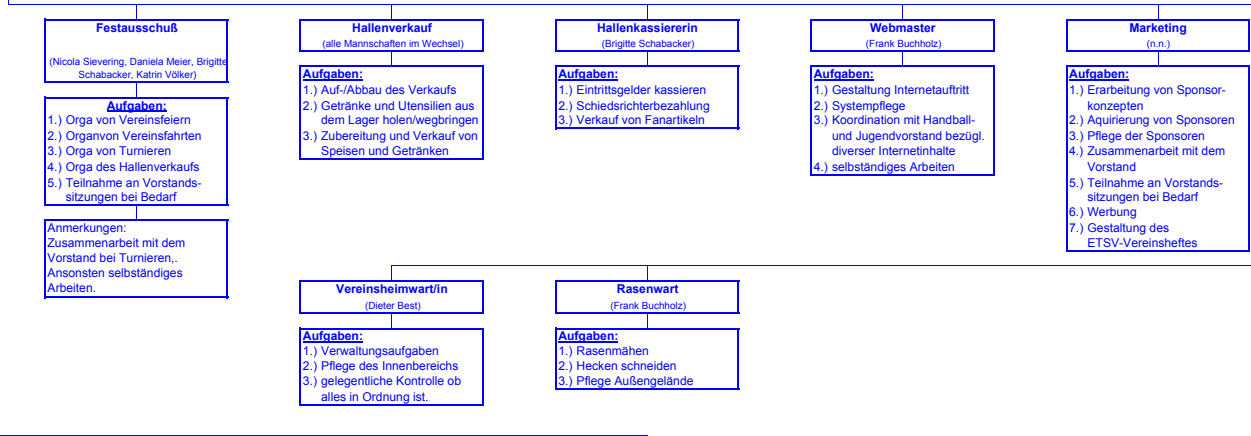 Festausschuß
(Nicola Sievering, Daniela Meier, Brigitte
Schabacker, Katrin Völker)
Aufgaben:
1.) Orga von Vereinsfeiern
2.) Organvon Vereinsfahrten
3.) Orga von Turnieren
4.) Orga des Hallenverkaufs
5.) Teilnahme an Vorstands-
sitzungen bei Bedarf
Anmerkungen:
Zusammenarbeit mit dem
Vorstand bei Turnieren,.
Ansonsten selbständiges
Arbeiten.
Hallenverkauf
(alle Mannschaften im Wechsel)
Aufgaben:
1.) Auf-/Abbau des Verkaufs
2.) Getränke und Utensilien aus
dem Lager holen/wegbringen
3.) Zubereitung und Verkauf von
Speisen und Getränken
Hallenkassiererin
(Brigitte Schabacker)
Aufgaben:
1.) Eintrittsgelder kassieren
2.) Schiedsrichterbezahlung
3.) Verkauf von Fanartikeln
Webmaster
(Frank Buchholz)
Aufgaben:
1.) Gestaltung Internetauftritt
2.) Systempflege
3.) Koordination mit Handball-
und Jugendvorstand bezügl.
diverser Internetinhalte
4.) selbständiges Arbeiten
Marketing
(n.n.)
Aufgaben:
1.) Erarbeitung von Sponsor-
konzepten
2.) Aquirierung von Sponsoren
3.) Pflege der Sponsoren
4.) Zusammenarbeit mit dem
Vorstand
5.) Teilnahme an Vorstands-
sitzungen bei Bedarf
6.) Werbung
7.) Gestaltung des
ETSV-Vereinsheftes
Vereinsheimwart/in
(Dieter Best)
Aufgaben:
1.) Verwaltungsaufgaben
2.) Pflege des Innenbereichs
3.) gelegentliche Kontrolle ob
alles in Ordnung ist.
Rasenwart
(Frank Buchholz)
Aufgaben:
1.) Rasenmähen
2.) Hecken schneiden
3.) Pflege Außengelände